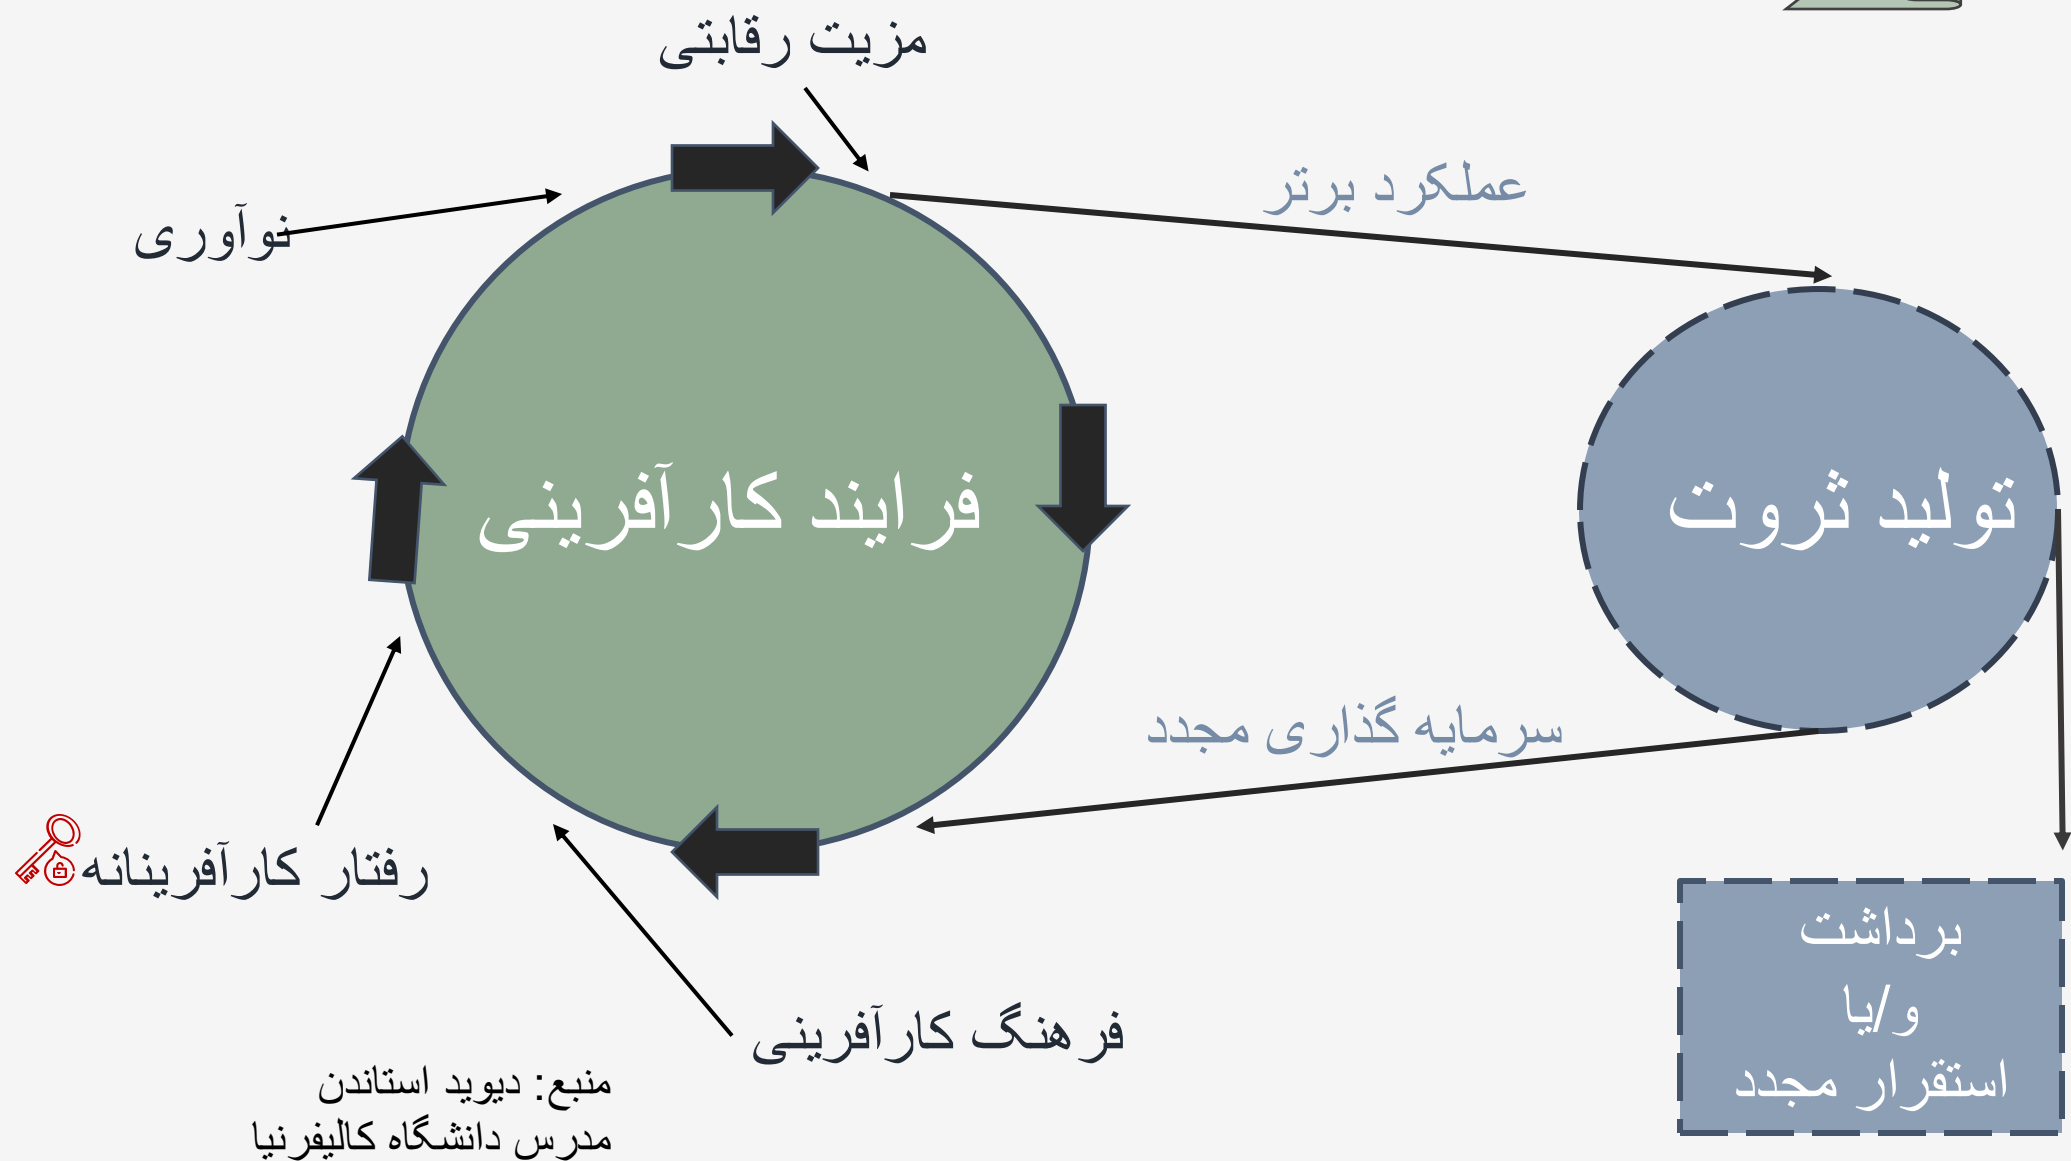 مزیت رقابتی
عملکرد برتر
نوآوری
فرایند کارآفرینی
تولید ثروت
سرمایه گذاری مجدد
رفتار کارآفرینانه
برداشت
و/یا
استقرار مجدد
فرهنگ کارآفرینی
منبع: دیوید استاندن
مدرس دانشگاه کالیفرنیا